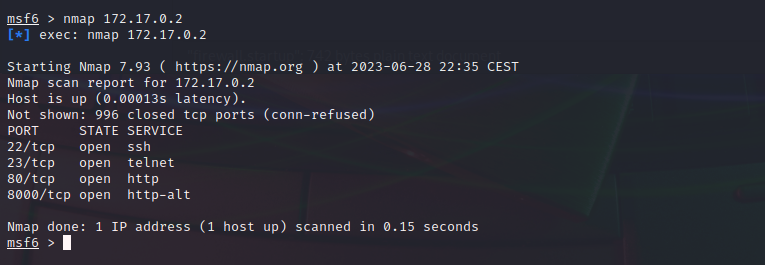 msf6 > nmap 172.17.0.2
[*] exec: nmap 172.17.0.2
Starting Nmap 7.93 ( https://nmap.org ) at 2023-06-28 22:35 CEST
Nmap scan report for 172.17.0.2
Host is up (0.00013s latency).
Not shown: 996 closed tcp ports (conn-refused)
PORT     STATE SERVICE
22/tcp   open  ssh
23/tcp   open  telnet
80/tcp   open  http
8000/tcp open  http-alt
Nmap done: 1 IP address (1 host up) scanned in 0.15 seconds
msf6 >